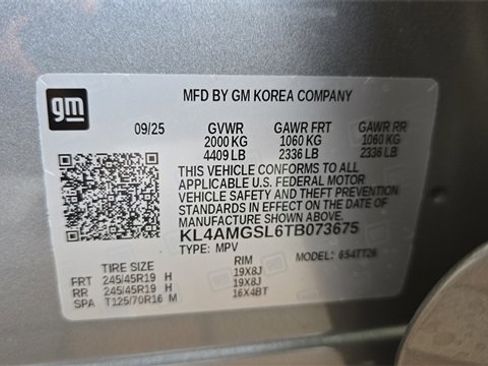 gm
MFD BY GM KOREA COMPANY
09/25 GVWR GAWR FRT GAWR RR
2000 KG 1060 KG 1060 KG
4409 LB 2336 LB 2336 LB
THIS VEHICLE CONFORMS TO ALL
APPLICABLE U.S. FEDERAL MOTOR
VEHICLE SAFETY AND THEFT PREVENTION
STANDARDS IN EFFECT ON DATE OF
MANUFACTURE SHOWN ABOVE.
KL4AMGSL6TB073675
TYPE: MPV MODEL: 654TT26
TIRE SIZE RIM
FRT 245/45R19 H 19X8J
RR 245/45R19 H 19X8J
SPA T125/70R16 M 16X4BT